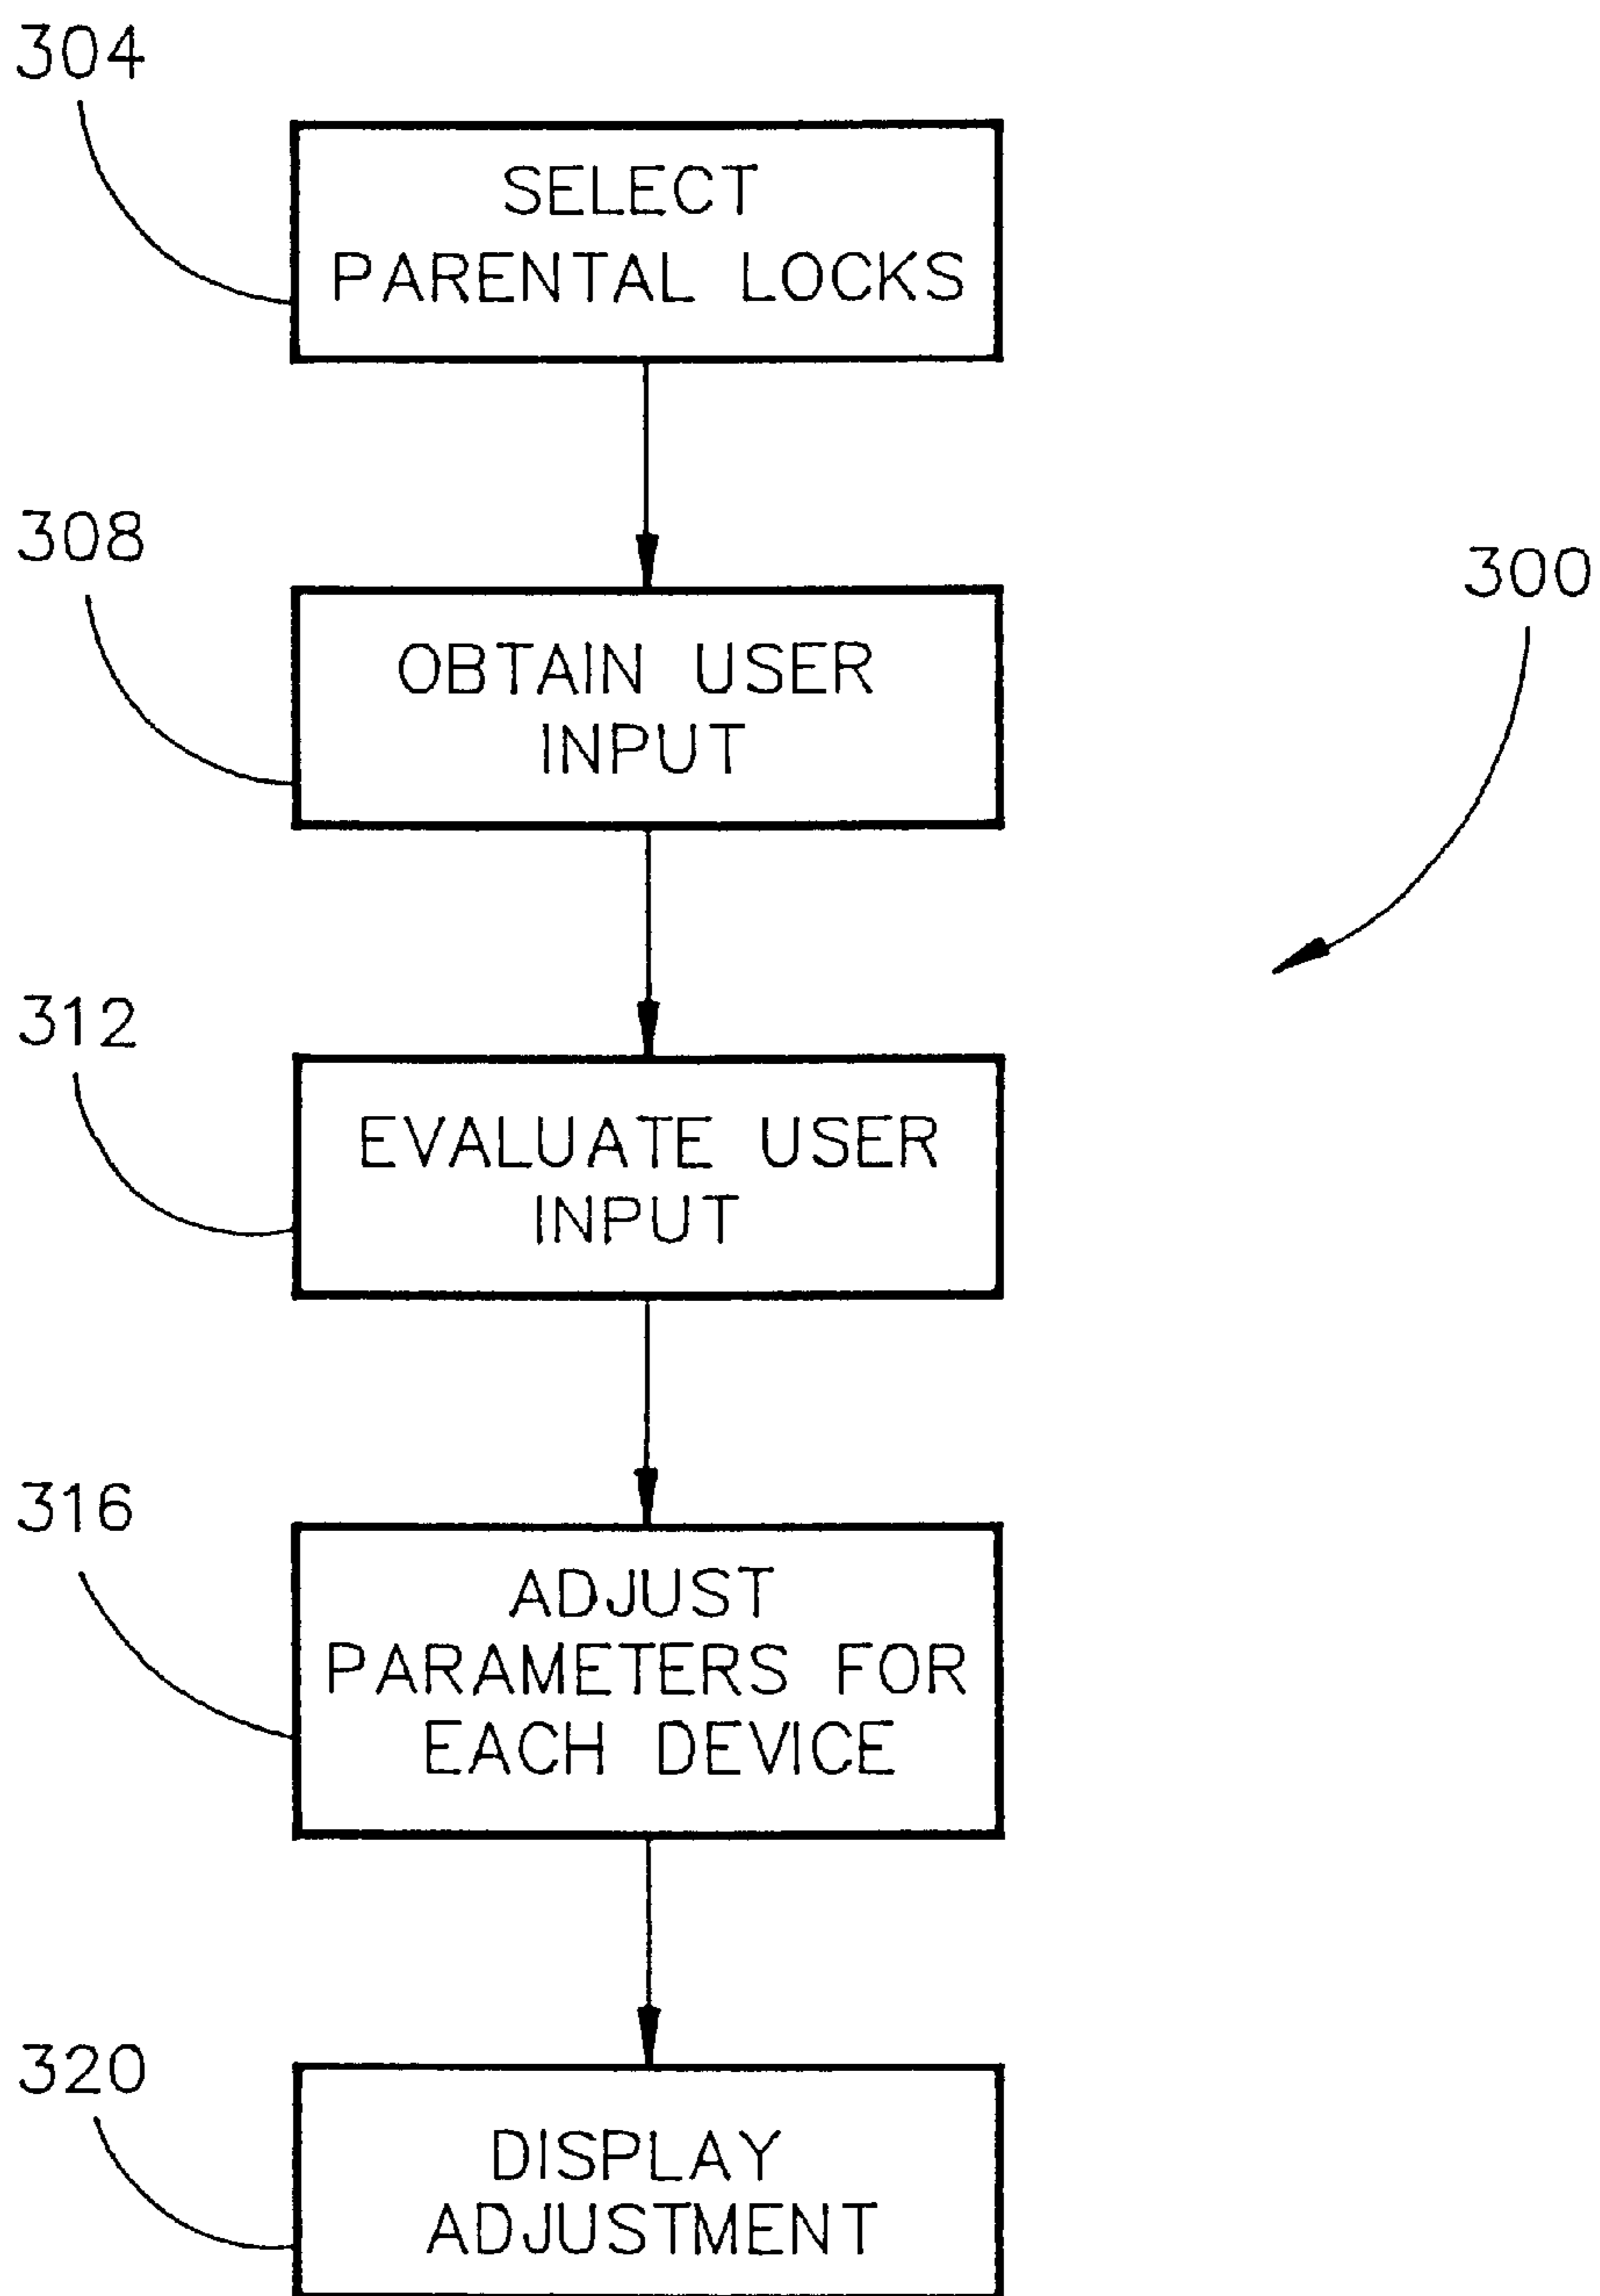 304
SELECT
PARENTAL LOCKS
308
OBTAIN USER
INPUT
300
312
EVALUATE USER
INPUT
316
ADJUST
PARAMETERS FOR
EACH DEVICE
320
DISPLAY
ADJUSTMENT